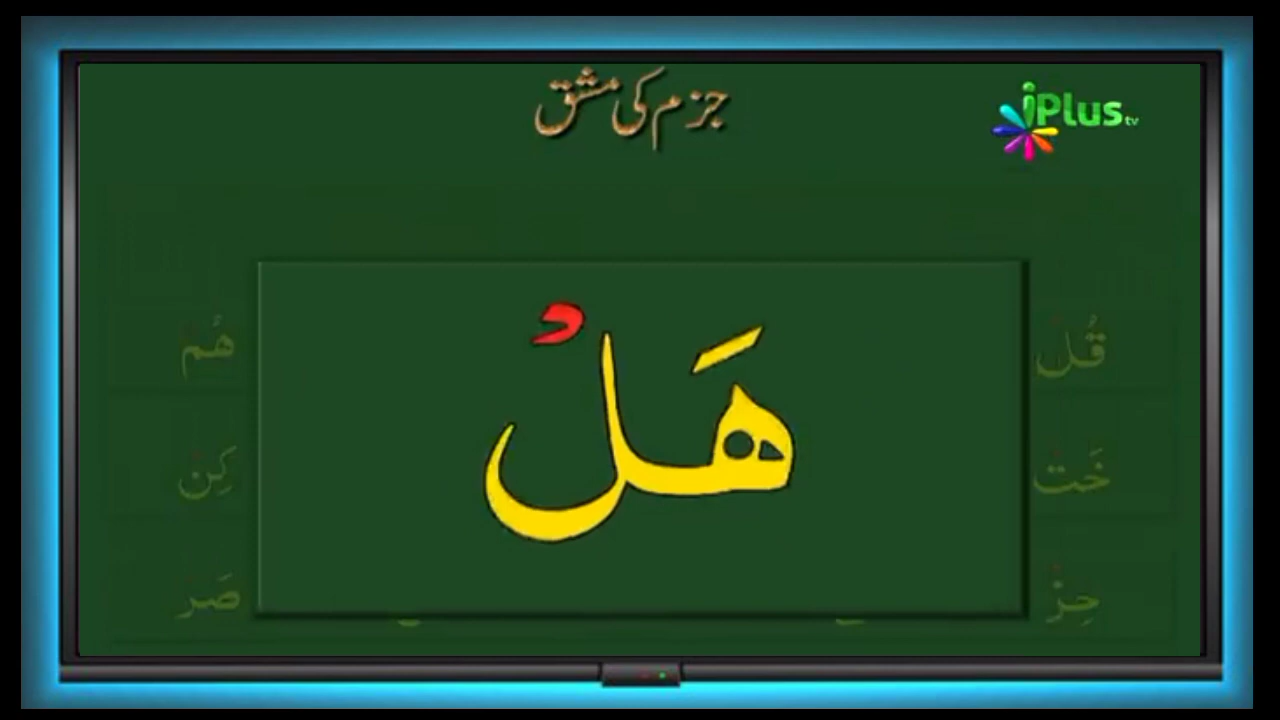 جزم کی مشق
iPlus tv
هَلْ
قُلْ
هُمْ
خَتْ
كِنْ
حِزْ
صَرْ